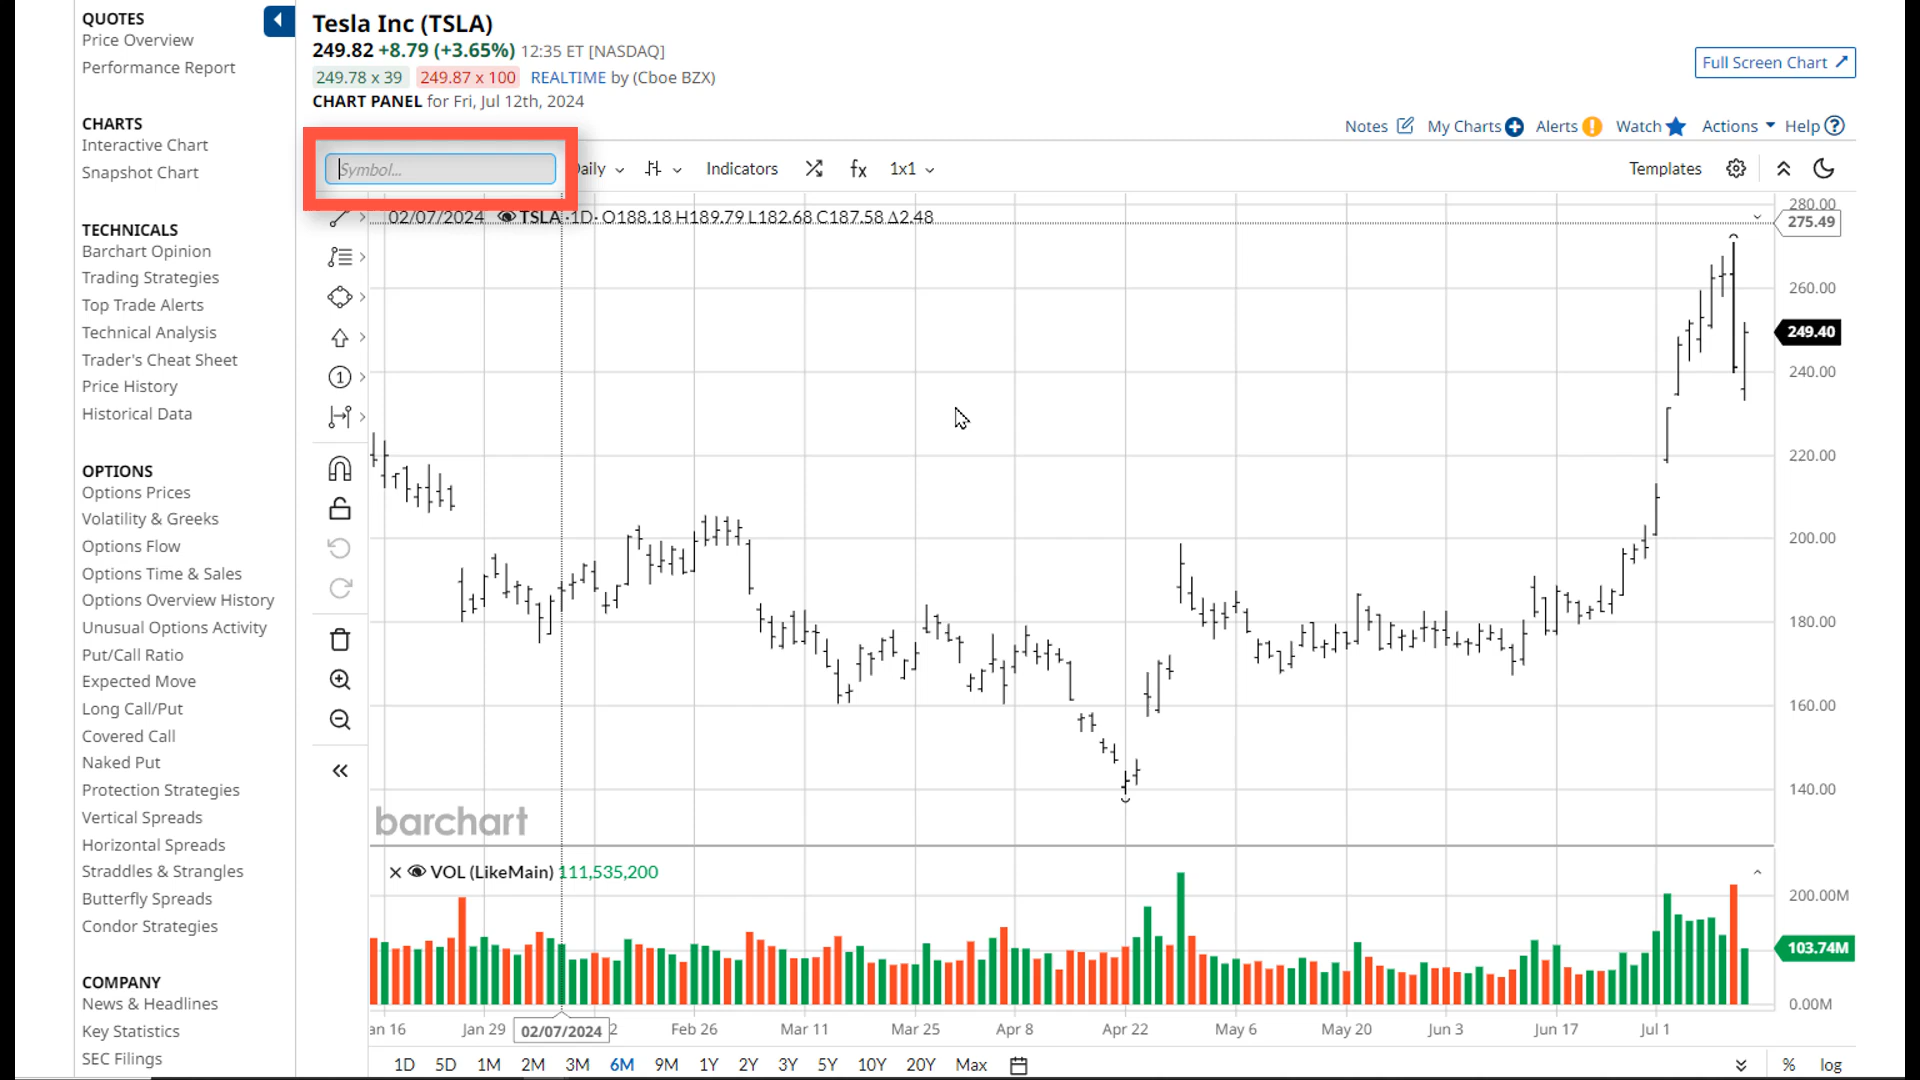 QUOTES
Price Overview
Performance Report
CHARTS
Interactive Chart
Snapshot Chart
TECHNICALS
Barchart Opinion
Trading Strategies
Top Trade Alerts
Technical Analysis
Trader's Cheat Sheet
Price History
Historical Data
OPTIONS
Options Prices
Volatility & Greeks
Options Flow
Options Time & Sales
Options Overview History
Unusual Options Activity
Put/Call Ratio
Expected Move
Long Call/Put
Covered Call
Naked Put
Protection Strategies
Vertical Spreads
Horizontal Spreads
Straddles & Strangles
Butterfly Spreads
Condor Strategies
COMPANY
News & Headlines
Key Statistics
SEC Filings
Tesla Inc (TSLA)
249.82 +8.79 (+3.65%) 12:35 ET [NASDAQ]
249.78 x 39 249.87 x 100 REALTIME by (Cboe BZX)
CHART PANEL for Fri, Jul 12th, 2024
Full Screen Chart
Notes My Charts Alerts Watch Actions Help
Symbol... aily Indicators fx 1x1 Templates
02/07/2024 TSLA ·1D· O188.18 H189.79 L182.68 C187.58 Δ2.48
280.00
275.49
260.00
249.40
240.00
220.00
200.00
180.00
160.00
140.00
barchart
VOL (LikeMain) 111,535,200
200.00M
103.74M
0.00M
an 16 Jan 29 02/07/2024 2 Feb 26 Mar 11 Mar 25 Apr 8 Apr 22 May 6 May 20 Jun 3 Jun 17 Jul 1
1D 5D 1M 2M 3M 6M 9M 1Y 2Y 3Y 5Y 10Y 20Y Max % log